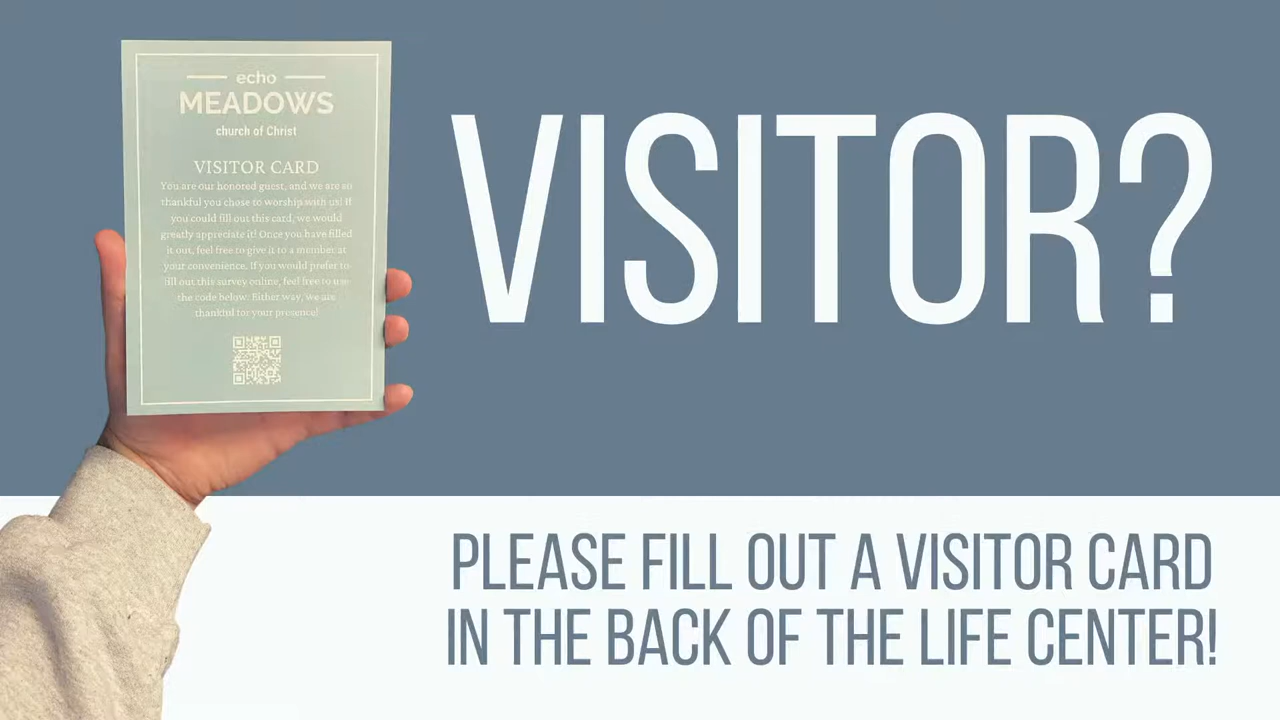 echo
MEADOWS
church of Christ
VISITOR CARD
You are our honored guest, and we are so
thankful you chose to worship with us! If
you could fill out this card, we would
greatly appreciate it! Once you have filled
it out, feel free to give it to a member at
your convenience. If you would prefer to
fill out this survey online, feel free to use
the code below. Either way, we are
thankful for your presence!
VISITOR?
PLEASE FILL OUT A VISITOR CARD
IN THE BACK OF THE LIFE CENTER!